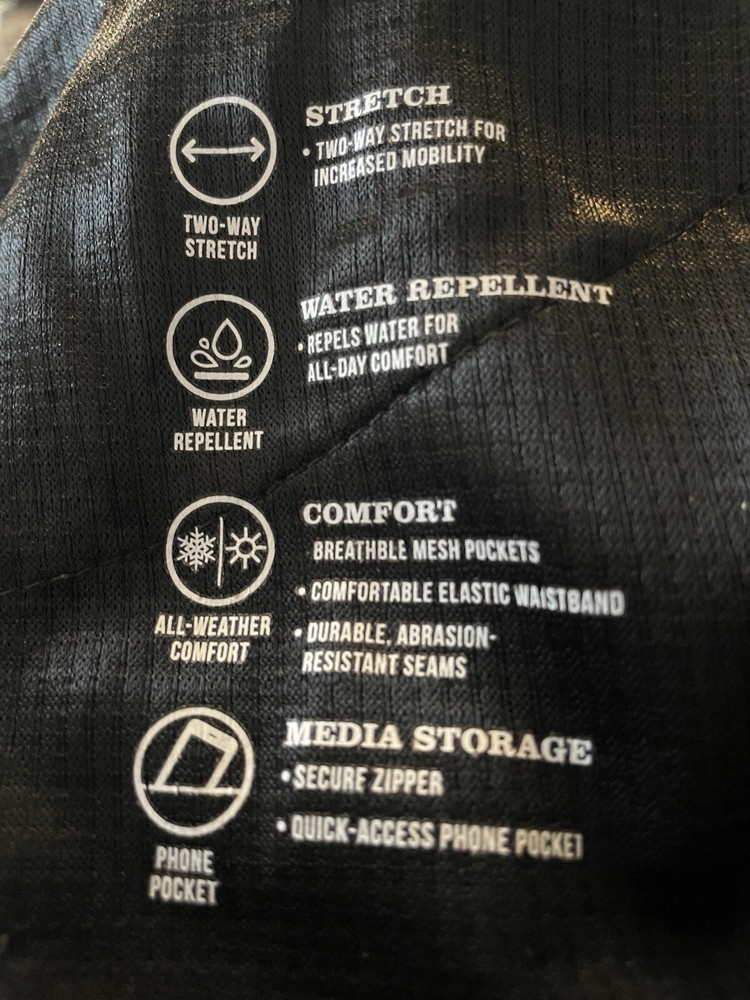 STRETCH
• TWO-WAY STRETCH FOR
INCREASED MOBILITY
TWO-WAY
STRETCH
WATER REPELLENT
• REPELS WATER FOR
ALL-DAY COMFORT
WATER
REPELLENT
COMFORT
BREATHBLE MESH POCKETS
• COMFORTABLE ELASTIC WAISTBAND
• DURABLE, ABRASION-
RESISTANT SEAMS
ALL-WEATHER
COMFORT
MEDIA STORAGE
• SECURE ZIPPER
• QUICK-ACCESS PHONE POCKET
PHONE
POCKET